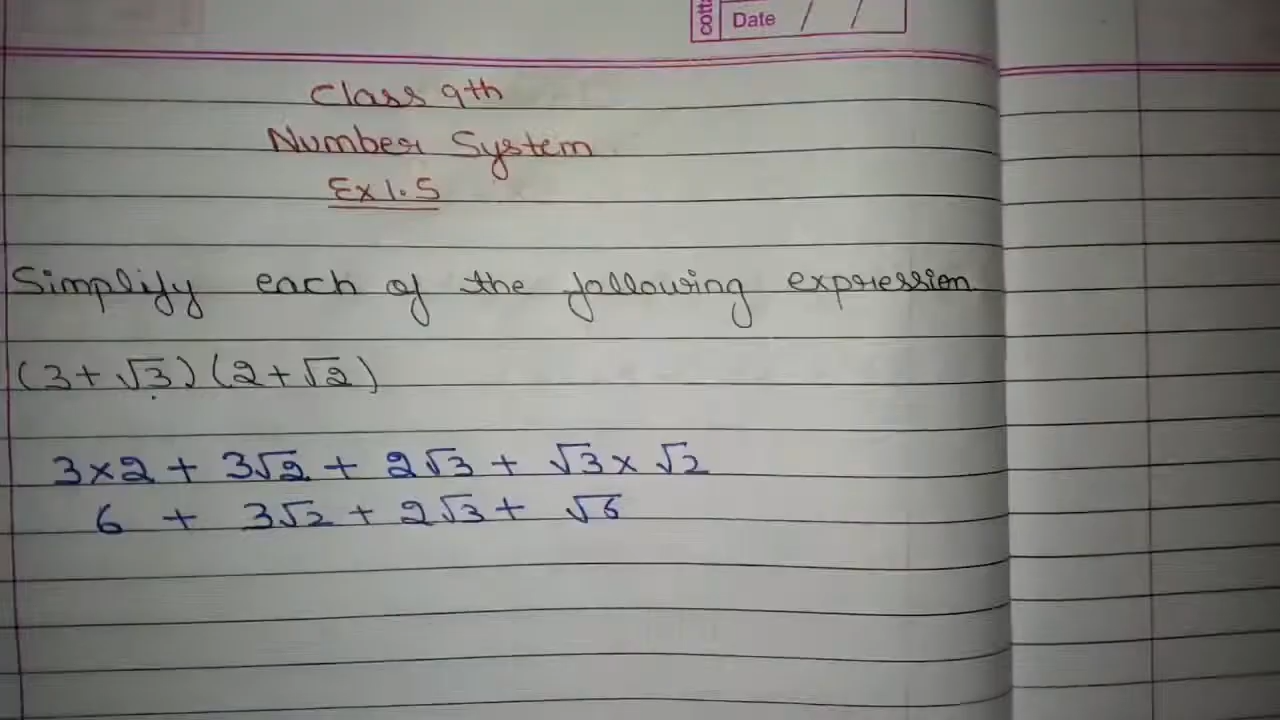 cotta
Date / /
Class 9th
Number System
Ex 1.5
Simplify each of the following expression
(3+√3)(2+√2)
3×2 + 3√2 + 2√3 + √3× √2
6 + 3√2 + 2√3 + √6